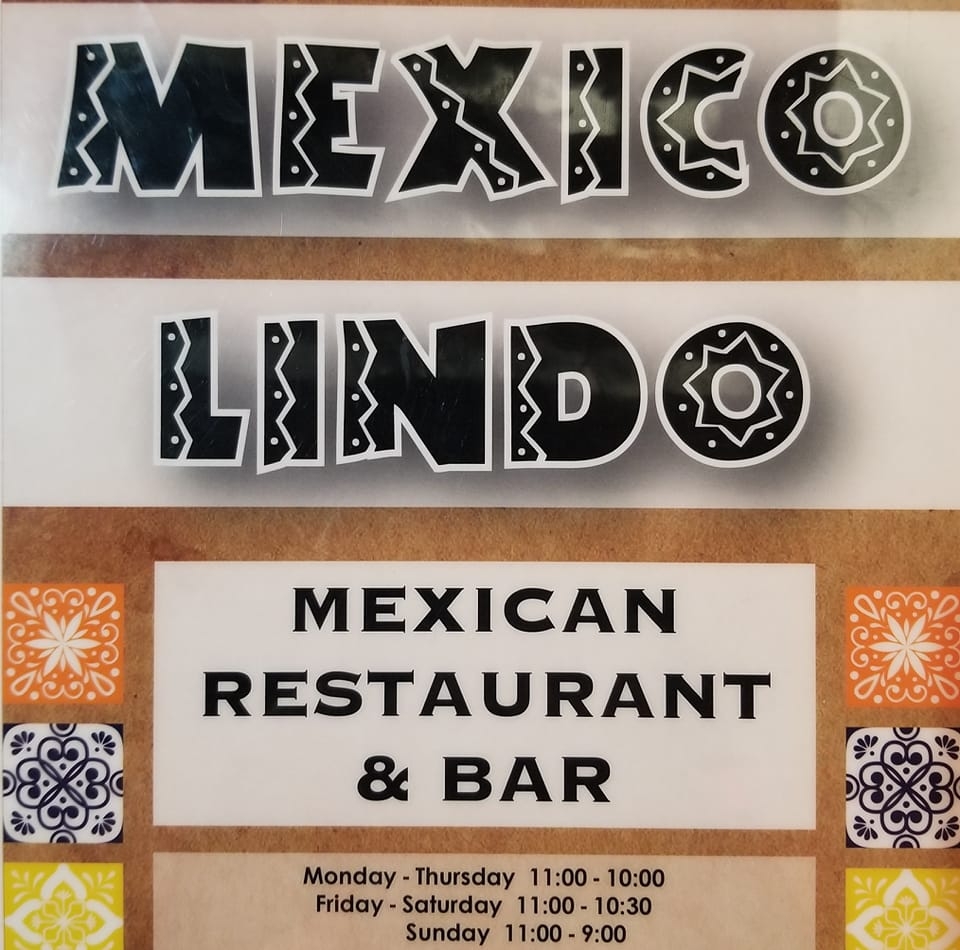 MEXICO
LINDO
MEXICAN
RESTAURANT
& BAR
Monday - Thursday 11:00 - 10:00
Friday - Saturday 11:00 - 10:30
Sunday 11:00 - 9:00